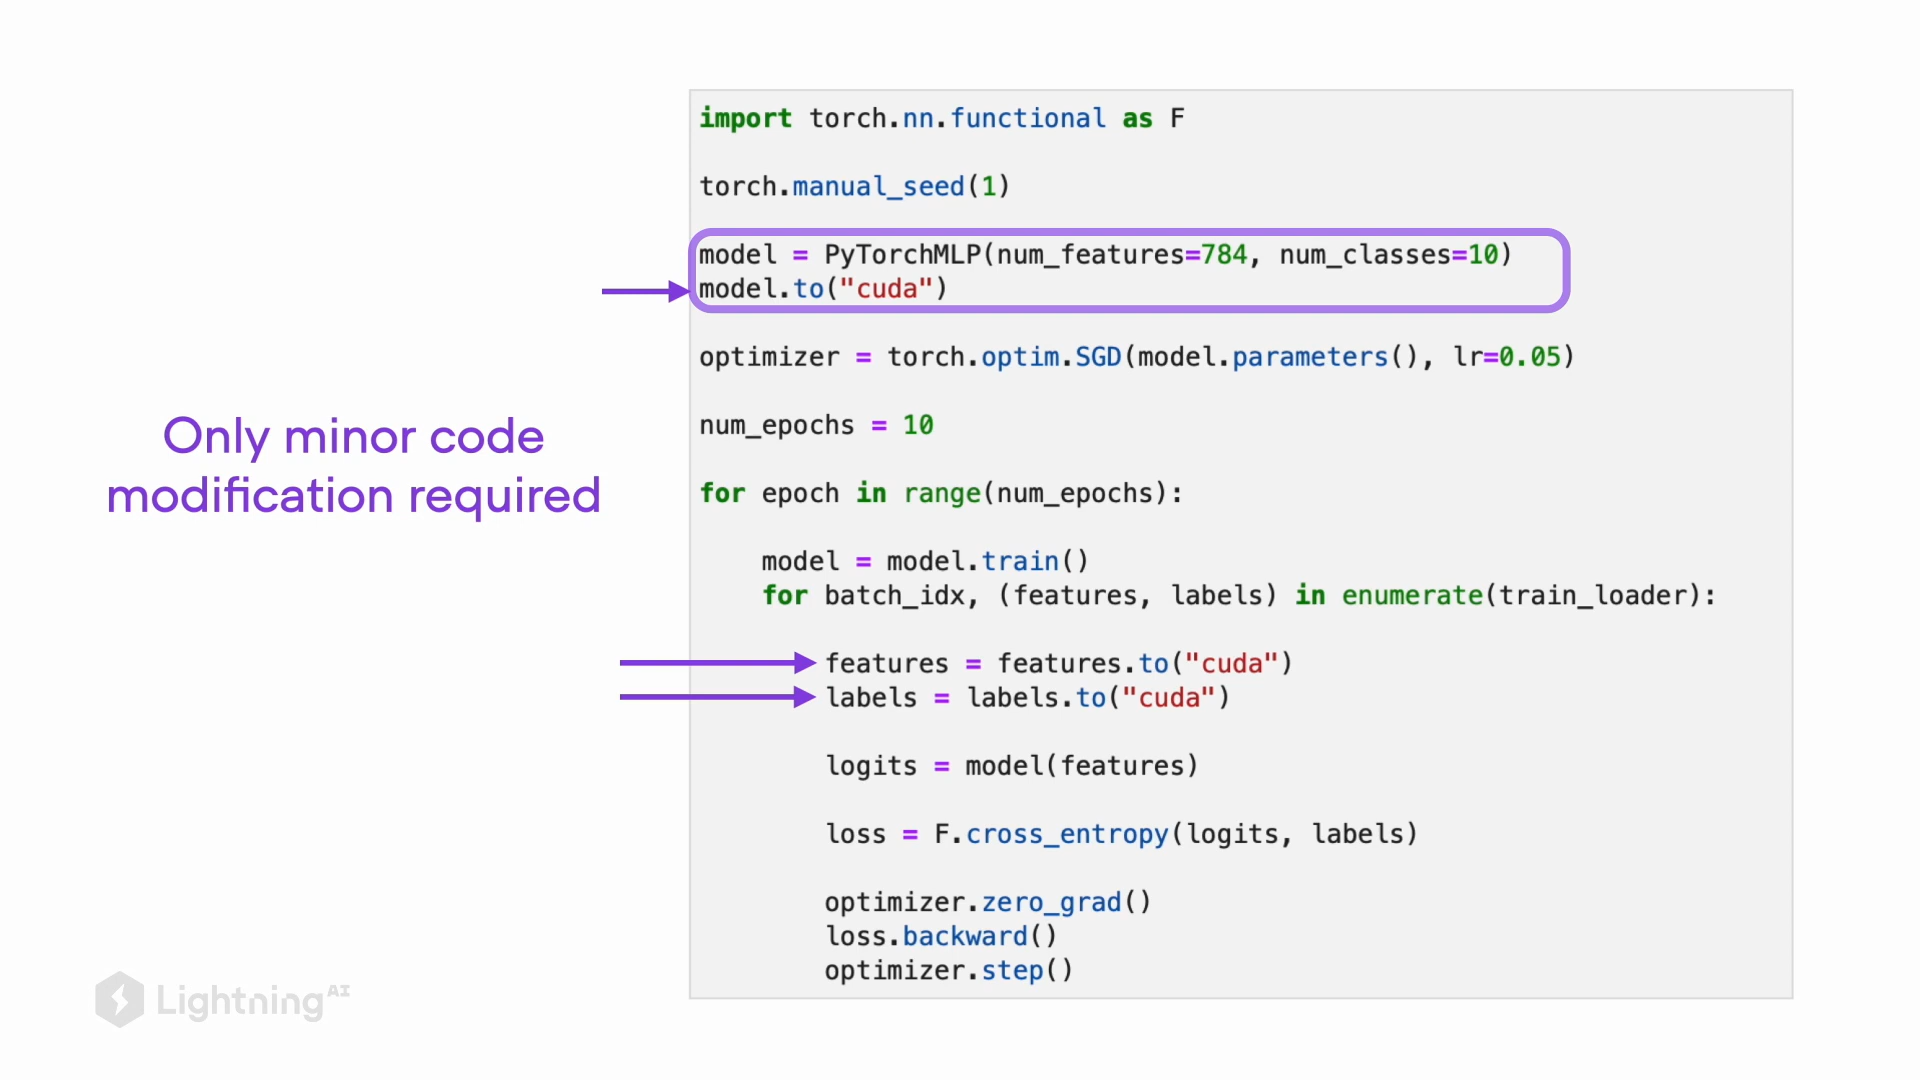 Only minor code
modification required
import torch.nn.functional as F
torch.manual_seed(1)
model = PyTorchMLP(num_features=784, num_classes=10)
model.to("cuda")
optimizer = torch.optim.SGD(model.parameters(), lr=0.05)
num_epochs = 10
for epoch in range(num_epochs):
    model = model.train()
    for batch_idx, (features, labels) in enumerate(train_loader):
        features = features.to("cuda")
        labels = labels.to("cuda")
        logits = model(features)
        loss = F.cross_entropy(logits, labels)
        optimizer.zero_grad()
        loss.backward()
        optimizer.step()
Lightning AI